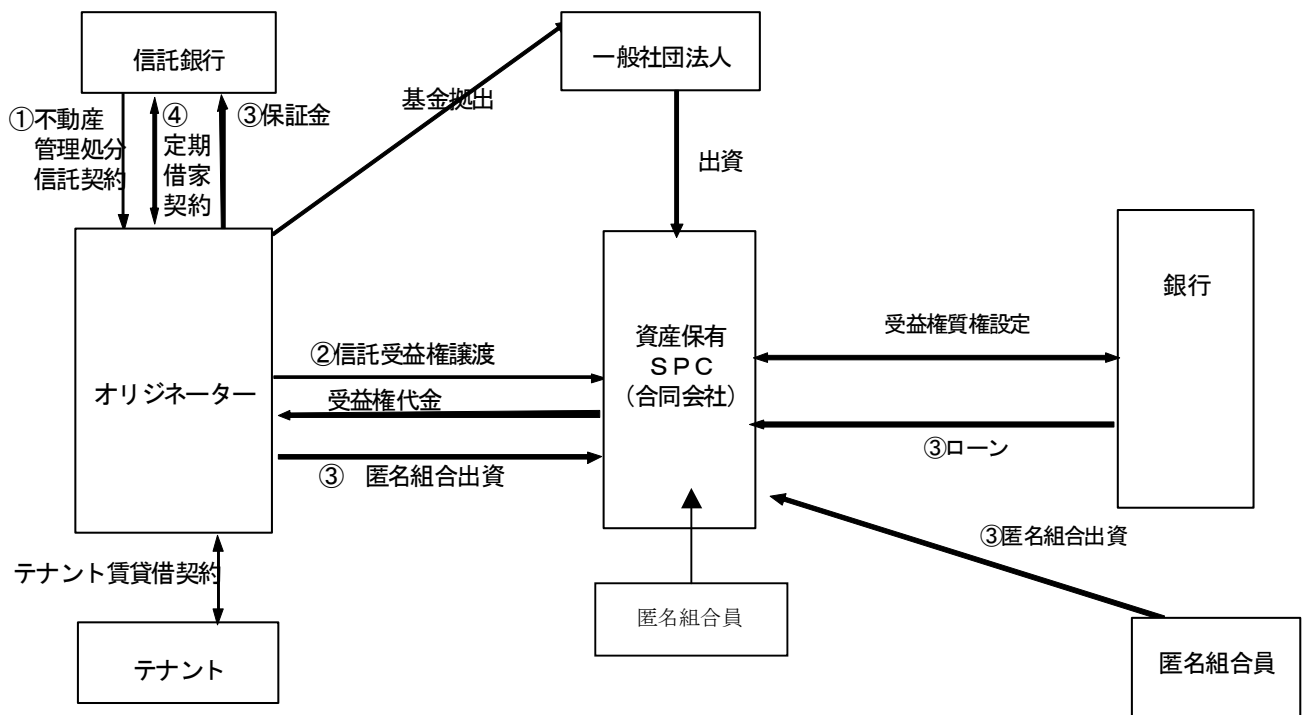 信託銀行
一般社団法人
①不動産
管理処分
信託契約
④
定期
借家
契約
③保証金
基金拠出
出資
オリジネーター
②信託受益権譲渡
受益権代金
③ 匿名組合出資
資産保有
ＳＰＣ
（合同会社）
受益権質権設定
③ローン
銀行
③匿名組合出資
テナント賃貸借契約
テナント
匿名組合員
匿名組合員